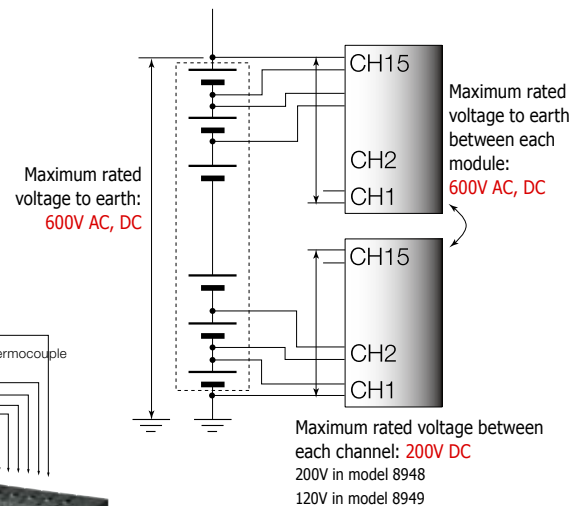 CH15
CH2
CH1
Maximum rated
voltage to earth
between each
module:
600V AC, DC
Maximum rated
voltage to earth:
600V AC, DC
CH15
CH2
CH1
Maximum rated voltage between
each channel: 200V DC
200V in model 8948
120V in model 8949